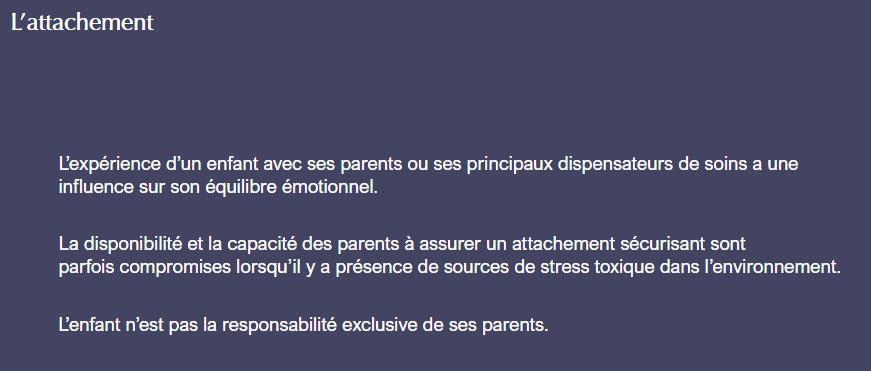 L’attachement
L’expérience d’un enfant avec ses parents ou ses principaux dispensateurs de soins a une
influence sur son équilibre émotionnel.
La disponibilité et la capacité des parents à assurer un attachement sécurisant sont
parfois compromises lorsqu’il y a présence de sources de stress toxique dans l’environnement.
L’enfant n’est pas la responsabilité exclusive de ses parents.